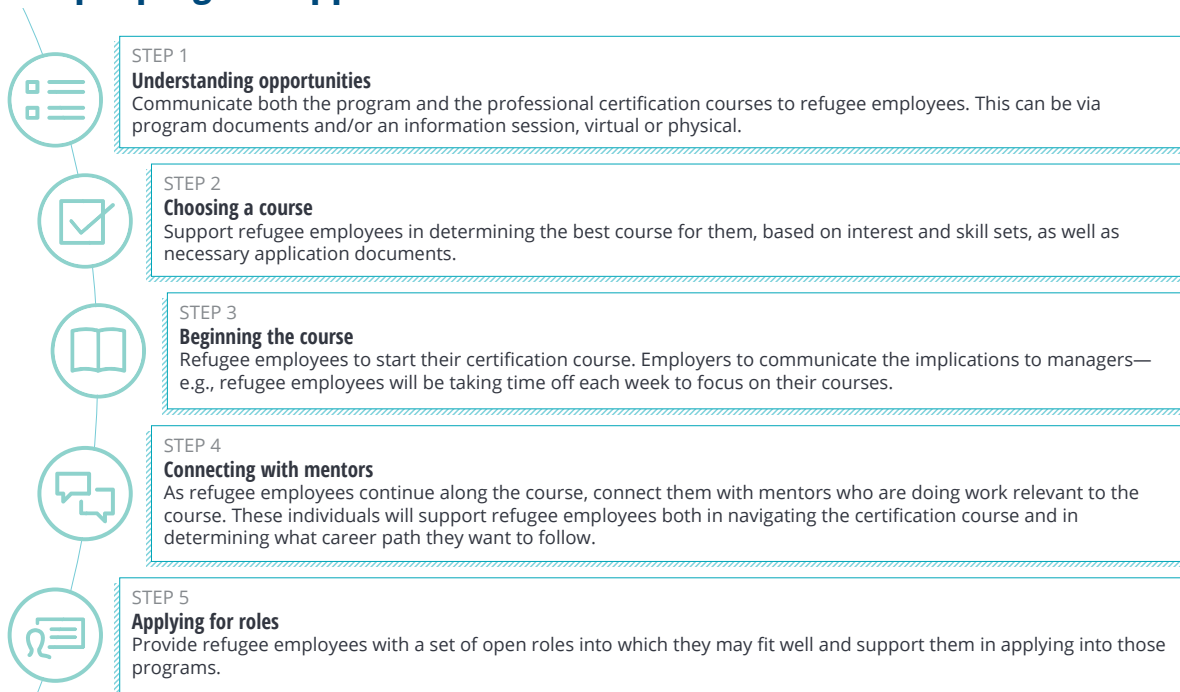 STEP 1
Understanding opportunities
Communicate both the program and the professional certification courses to refugee employees. This can be via
program documents and/or an information session, virtual or physical.
STEP 2
Choosing a course
Support refugee employees in determining the best course for them, based on interest and skill sets, as well as
necessary application documents.
STEP 3
Beginning the course
Refugee employees to start their certification course. Employers to communicate the implications to managers—
e.g., refugee employees will be taking time off each week to focus on their courses.
STEP 4
Connecting with mentors
As refugee employees continue along the course, connect them with mentors who are doing work relevant to the
course. These individuals will support refugee employees both in navigating the certification course and in
determining what career path they want to follow.
STEP 5
Applying for roles
Provide refugee employees with a set of open roles into which they may fit well and support them in applying into those
programs.